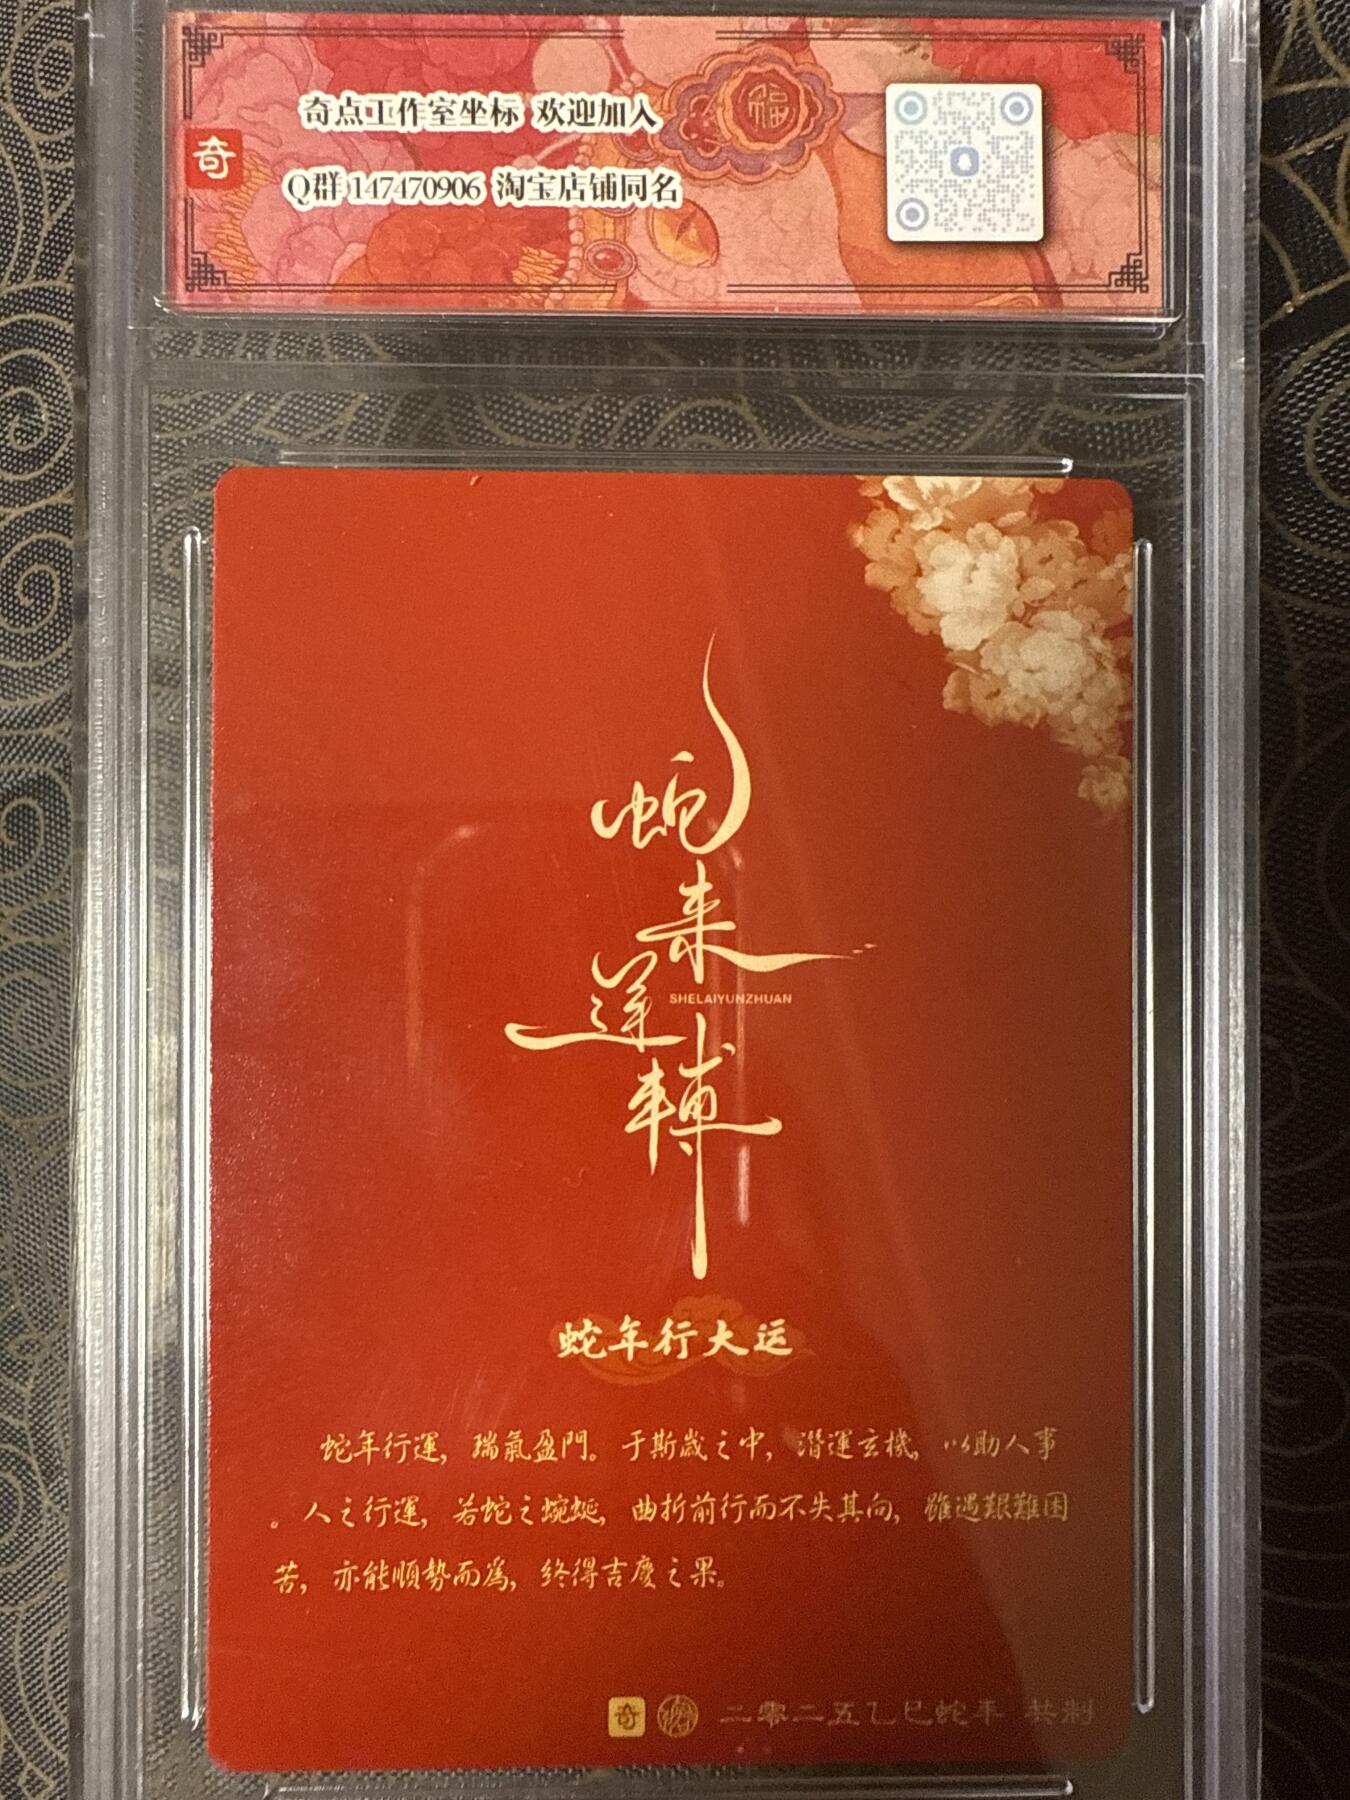 奇点工作室坐标 欢迎加入
奇
Q群 147470906 淘宝店铺同名
福
蛇
来
運
SHELAIYUNZHUAN
轉
蛇年行大运
蛇年行運，瑞氣盈門。于斯歲之中，潛運玄機，以助人事
。人之行運，若蛇之蜿蜒，曲折前行而不失其向，雖遇艱難困
苦，亦能順勢而爲，终得吉慶之果。
奇 二零二五乙巳蛇年 共制